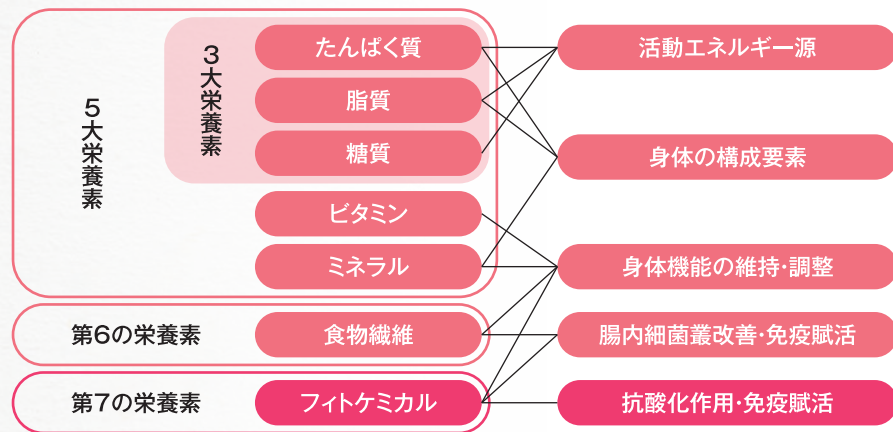 5大栄養素
3大栄養素
たんぱく質
脂質
糖質
ビタミン
ミネラル
第6の栄養素
食物繊維
第7の栄養素
フィトケミカル
活動エネルギー源
身体の構成要素
身体機能の維持・調整
腸内細菌叢改善・免疫賦活
抗酸化作用・免疫賦活